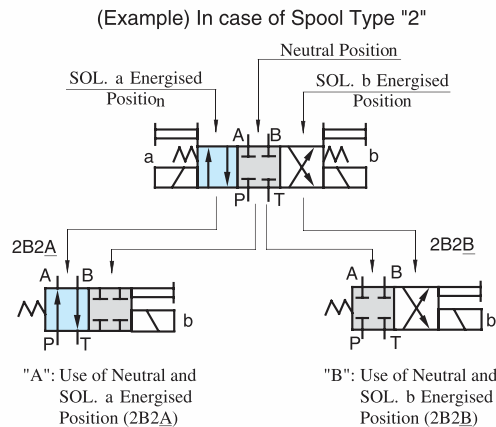 (Example) In case of Spool Type "2"
Neutral Position
SOL. a Energised
Position
SOL. b Energised
Position
A B
a b
P T
2B2A
2B2B
A B
A B
b
b
P T
P T
"A": Use of Neutral and
SOL. a Energised
Position (2B2A)
"B": Use of Neutral and
SOL. b Energised
Position (2B2B)